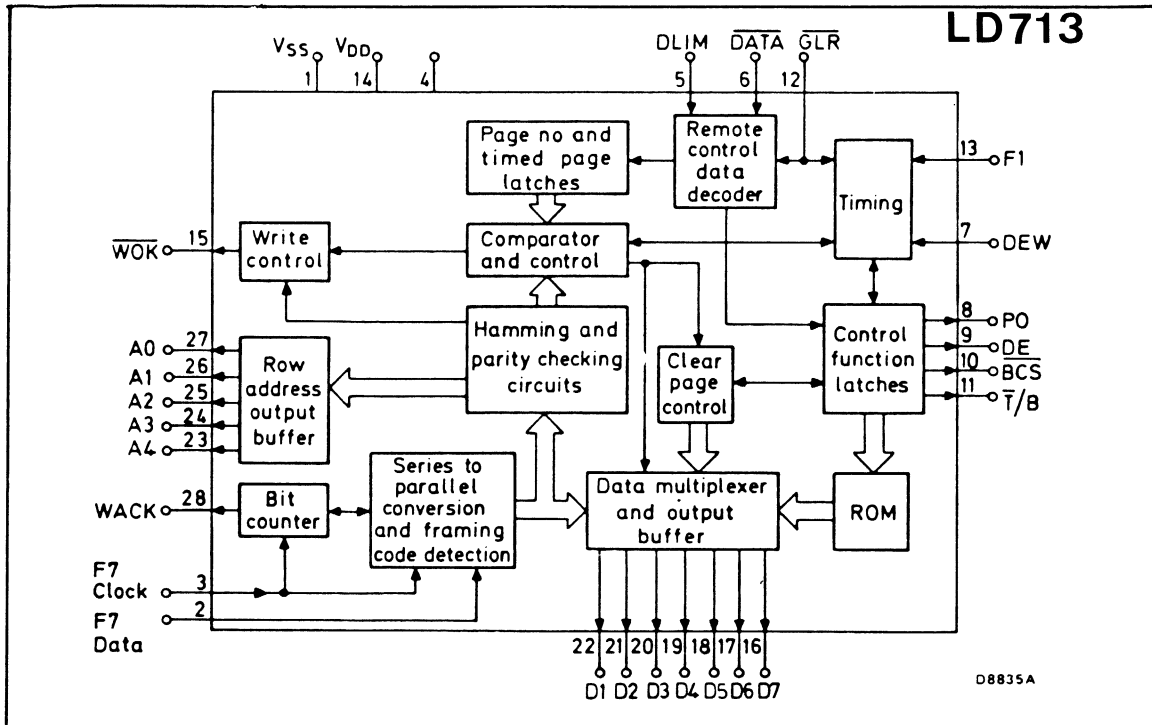 LD713
VSS
VDD
DLIM
DATA
GLR
1
14
4
5
6
12
Page no and
timed page
latches
Remote
control
data
decoder
Timing
13
F1
7
DEW
WOK
15
Write
control
Comparator
and control
Hamming and
parity checking
circuits
Clear
page
control
Control
function
latches
8
PO
9
DE
10
BCS
11
T/B
A0
27
A1
26
A2
25
A3
24
A4
23
Row
address
output
buffer
Series to
parallel
conversion
and framing
code detection
Data multiplexer
and output
buffer
ROM
WACK
28
Bit
counter
F7
Clock
3
F7
Data
2
22 21 20 19 18 17 16
D1 D2 D3 D4 D5 D6 D7
D8835A